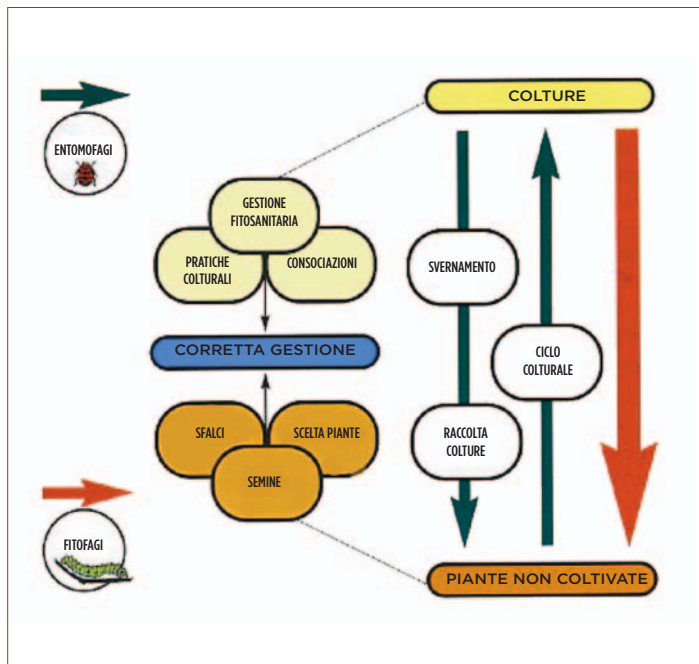 COLTURE
ENTOMOFAGI
GESTIONE
FITOSANITARIA
PRATICHE
COLTURALI
CONSOCIAZIONI
SVERNAMENTO
CORRETTA GESTIONE
CICLO
COLTURALE
SFALCI
SCELTA PIANTE
RACCOLTA
COLTURE
SEMINE
FITOFAGI
PIANTE NON COLTIVATE